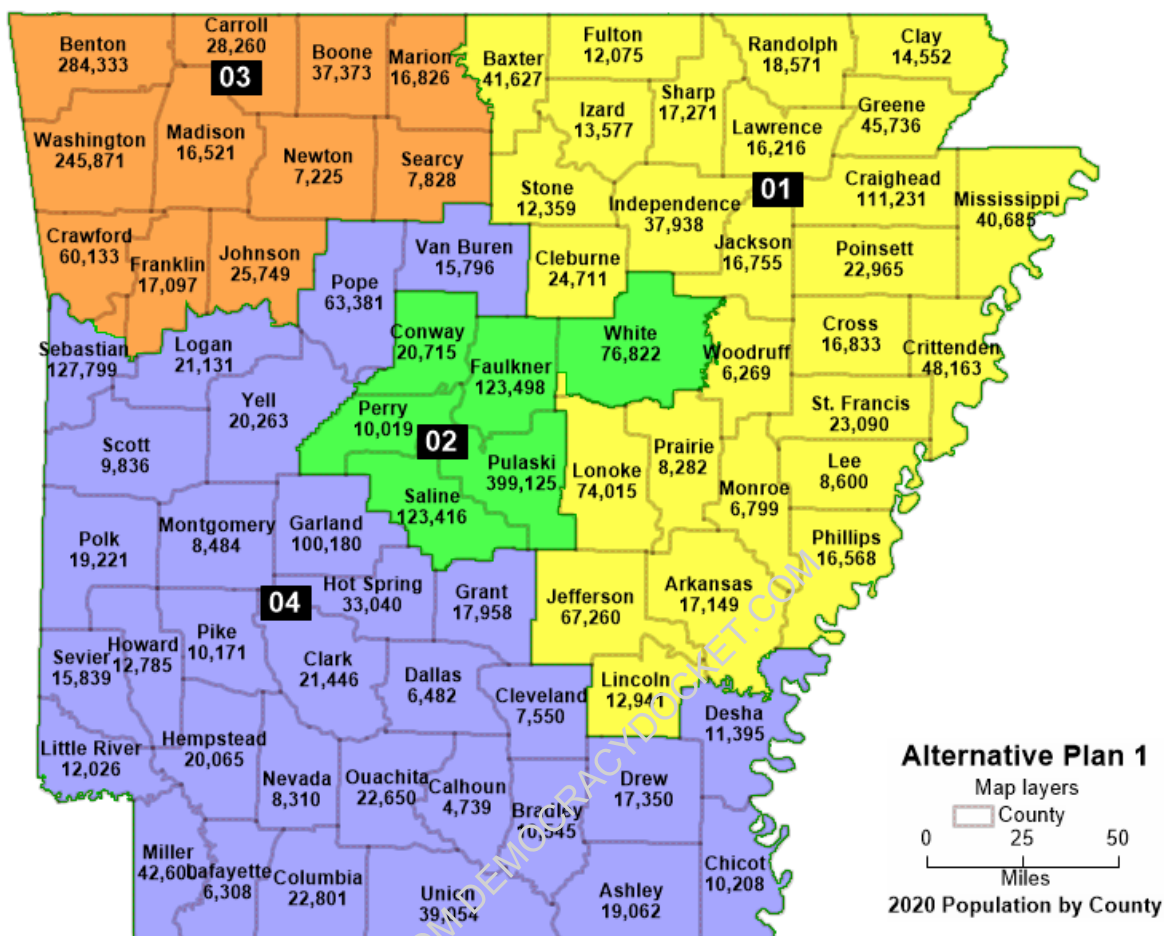 Carroll
28,260
Benton
284,333
03
Boone
37,373
Marion
16,826
Baxter
41,627
Fulton
12,075
Randolph
18,571
Clay
14,552
Washington
245,871
Madison
16,521
Newton
7,225
Searcy
7,828
Izard
13,577
Sharp
17,271
Lawrence
16,216
Greene
45,736
Stone
12,359
Independence
37,938
01
Craighead
111,231
Mississippi
40,685
Crawford
60,133
Franklin
17,097
Johnson
25,749
Pope
63,381
Van Buren
15,796
Cleburne
24,711
Jackson
16,755
Poinsett
22,965
Sebastian
127,799
Logan
21,131
Conway
20,715
Faulkner
123,498
White
76,822
Woodruff
6,269
Cross
16,833
Crittenden
48,163
Yell
20,263
Perry
10,019
02
St. Francis
23,090
Scott
9,836
Saline
123,416
Pulaski
399,125
Lonoke
74,015
Prairie
8,282
Monroe
6,799
Lee
8,600
Polk
19,221
Montgomery
8,484
Garland
100,180
Phillips
16,568
04
Hot Spring
33,040
Grant
17,958
Jefferson
67,260
Arkansas
17,149
Sevier
15,839
Howard
12,785
Pike
10,171
Clark
21,446
Dallas
6,482
Cleveland
7,550
Lincoln
12,941
Desha
11,395
Little River
12,026
Hempstead
20,065
Nevada
8,310
Ouachita
22,650
Calhoun
4,739
Bradley
10,545
Drew
17,350
Miller
42,600
Lafayette
6,308
Columbia
22,801
Union
39,054
Ashley
19,062
Chicot
10,208
OM DEMOCRACYDOCKET.COM
Alternative Plan 1
Map layers
County
0 25 50
Miles
2020 Population by County